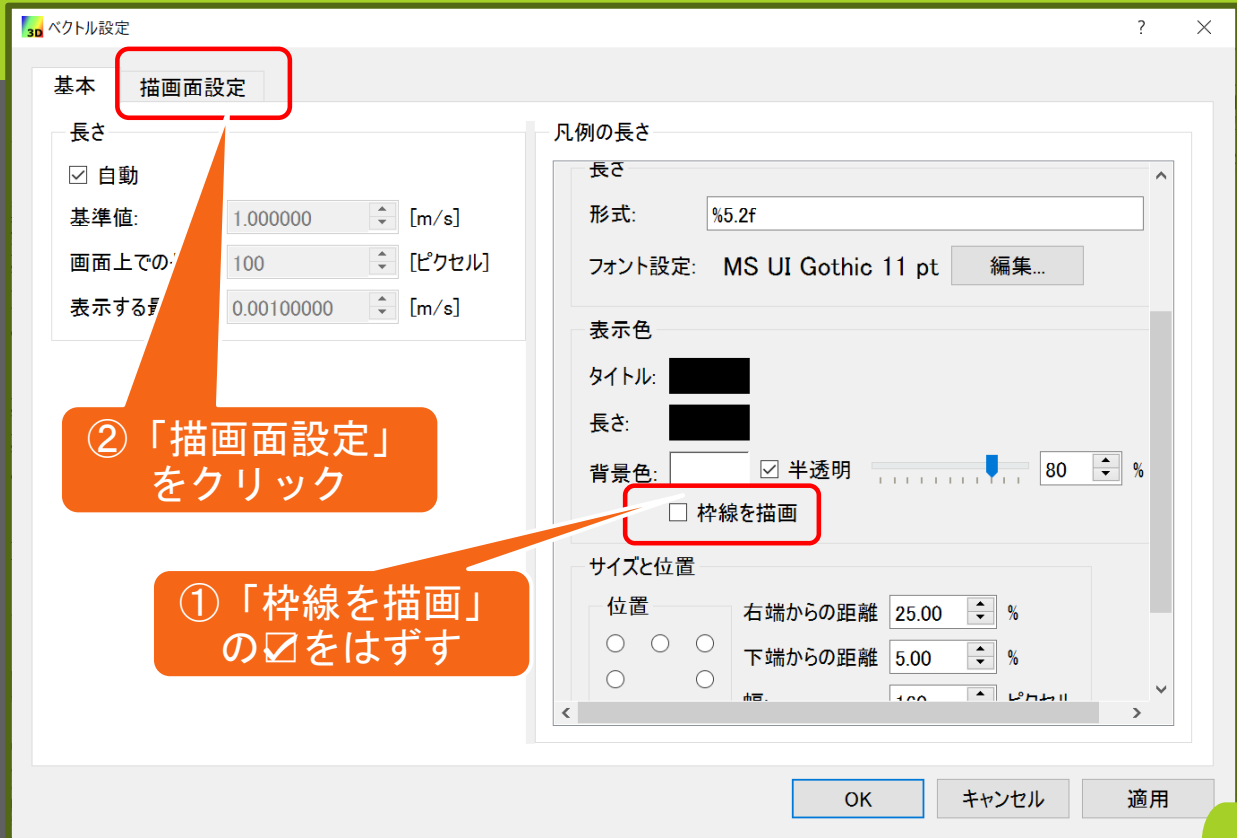 3D ベクトル設定
基本 描画面設定
長さ
自動
基準値: 1.000000 [m/s]
画面上での 100 [ピクセル]
表示する 0.00100000 [m/s]
②「描画面設定」
をクリック
①「枠線を描画」
の☑をはずす
凡例の長さ
長さ
形式: %5.2f
フォント設定: MS UI Gothic 11 pt 編集...
表示色
タイトル:
長さ:
背景色: 半透明 80 %
枠線を描画
サイズと位置
位置
右端からの距離 25.00 %
下端からの距離 5.00 %
OK キャンセル 適用